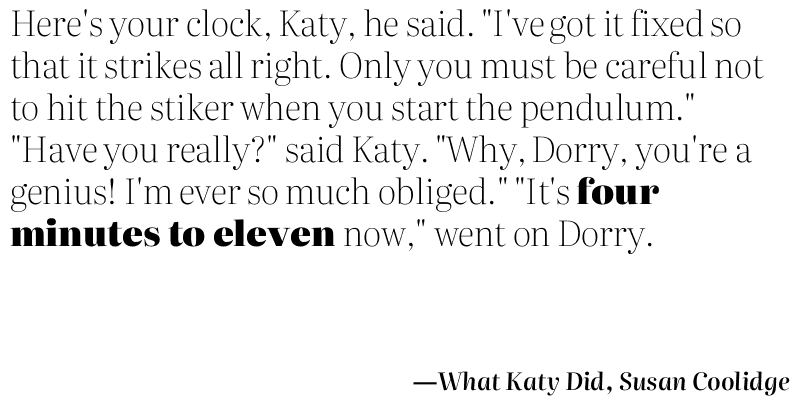 Here's your clock, Katy, he said. "I've got it fixed so
that it strikes all right. Only you must be careful not
to hit the stiker when you start the pendulum."
"Have you really?" said Katy. "Why, Dorry, you're a
genius! I'm ever so much obliged." "It's four
minutes to eleven now," went on Dorry.
—What Katy Did, Susan Coolidge